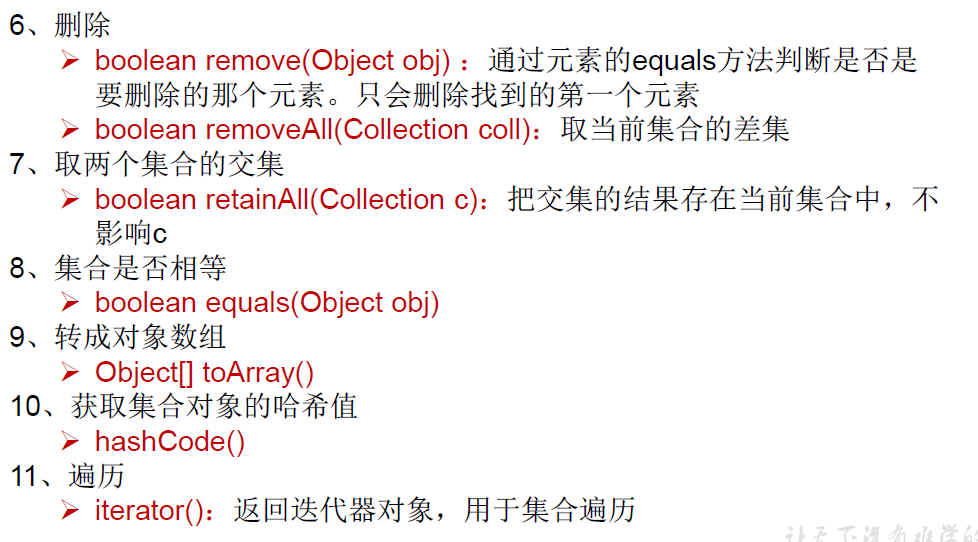 6、删除
➢ boolean remove(Object obj) ：通过元素的equals方法判断是否是
要删除的那个元素。只会删除找到的第一个元素
➢ boolean removeAll(Collection coll)：取当前集合的差集
7、取两个集合的交集
➢ boolean retainAll(Collection c)：把交集的结果存在当前集合中，不
影响c
8、集合是否相等
➢ boolean equals(Object obj)
9、转成对象数组
➢ Object[] toArray()
10、获取集合对象的哈希值
➢ hashCode()
11、遍历
➢ iterator()：返回迭代器对象，用于集合遍历
让天下没有难学的